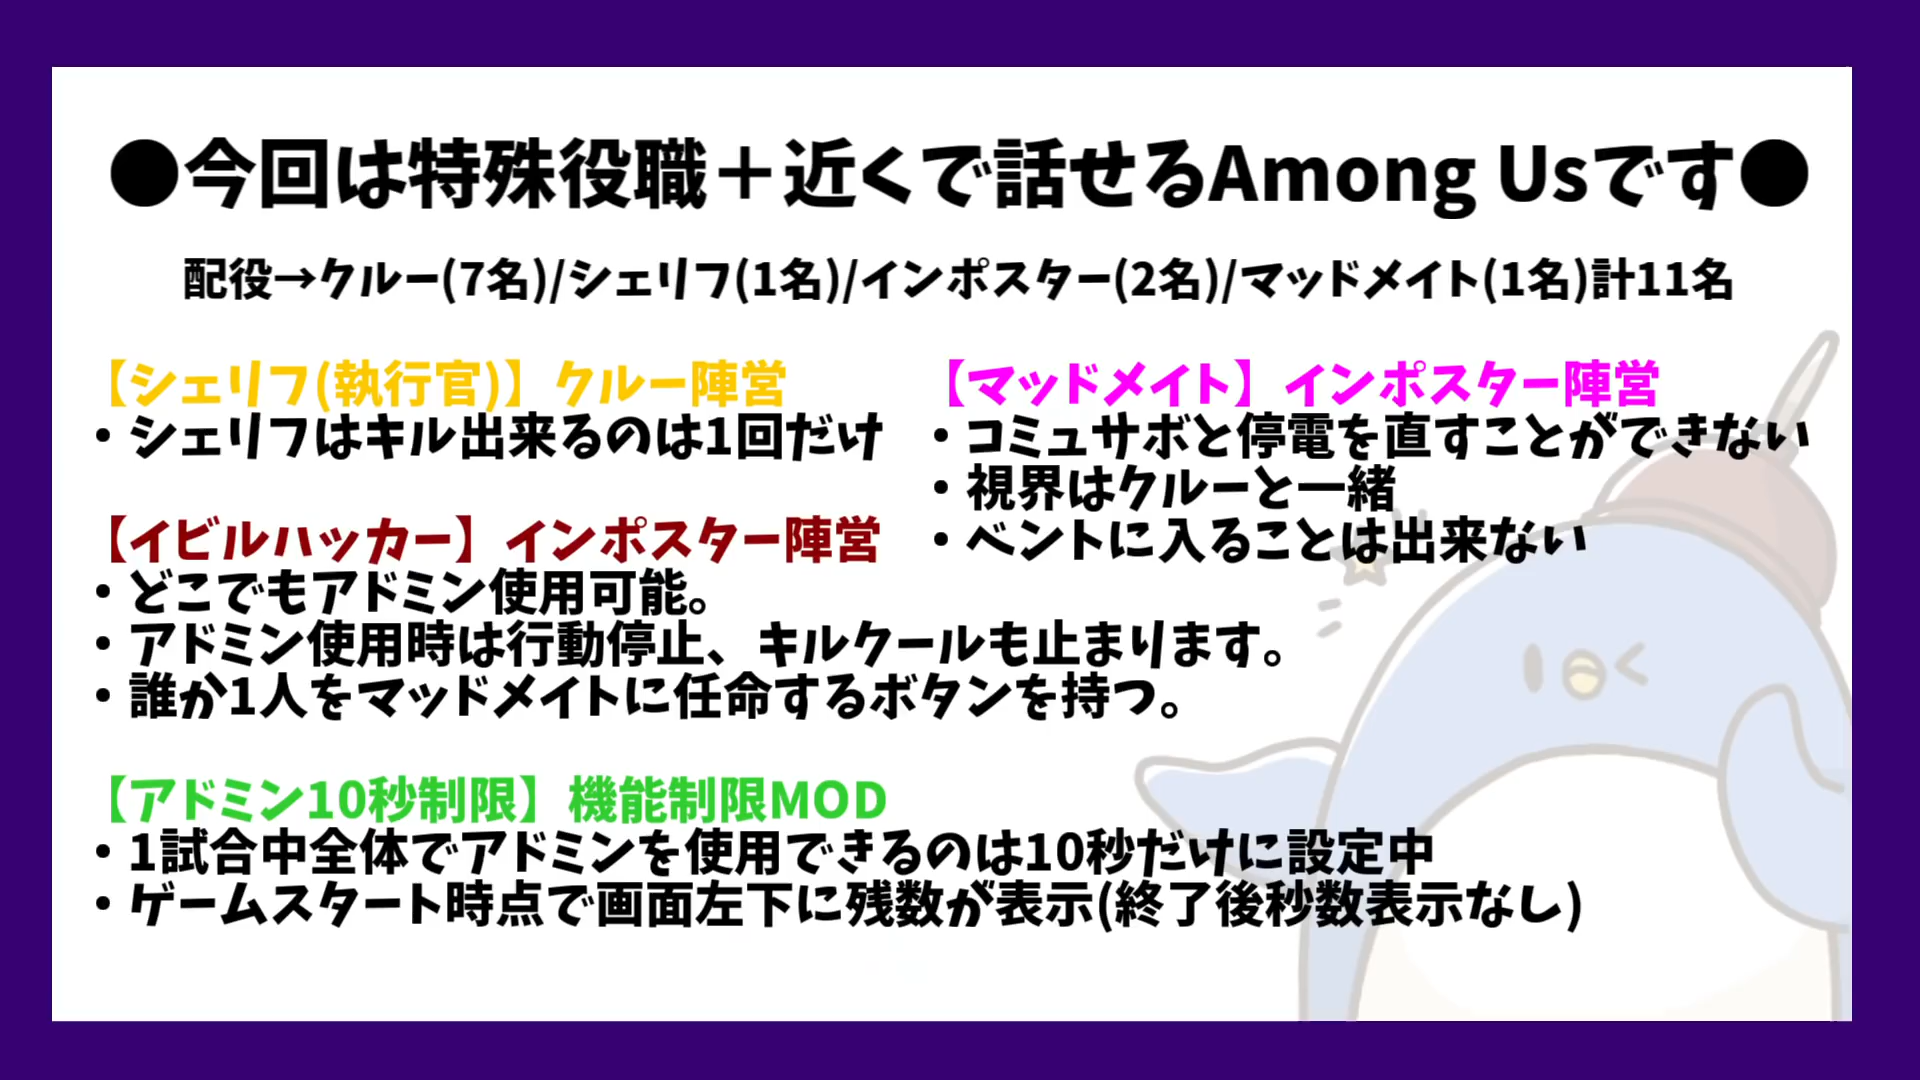 ●今回は特殊役職＋近くで話せるAmong Usです●
配役→クルー(7名)/シェリフ(1名)/インポスター(2名)/マッドメイト(1名)計11名
【シェリフ(執行官)】クルー陣営
・シェリフはキル出来るのは1回だけ
【イビルハッカー】インポスター陣営
・どこでもアドミン使用可能。
・アドミン使用時は行動停止、キルクールも止まります。
・誰か1人をマッドメイトに任命するボタンを持つ。
【マッドメイト】インポスター陣営
・コミュサボと停電を直すことができない
・視界はクルーと一緒
・ベントに入ることは出来ない
【アドミン10秒制限】機能制限MOD
・1試合中全体でアドミンを使用できるのは10秒だけに設定中
・ゲームスタート時点で画面左下に残数が表示(終了後秒数表示なし)